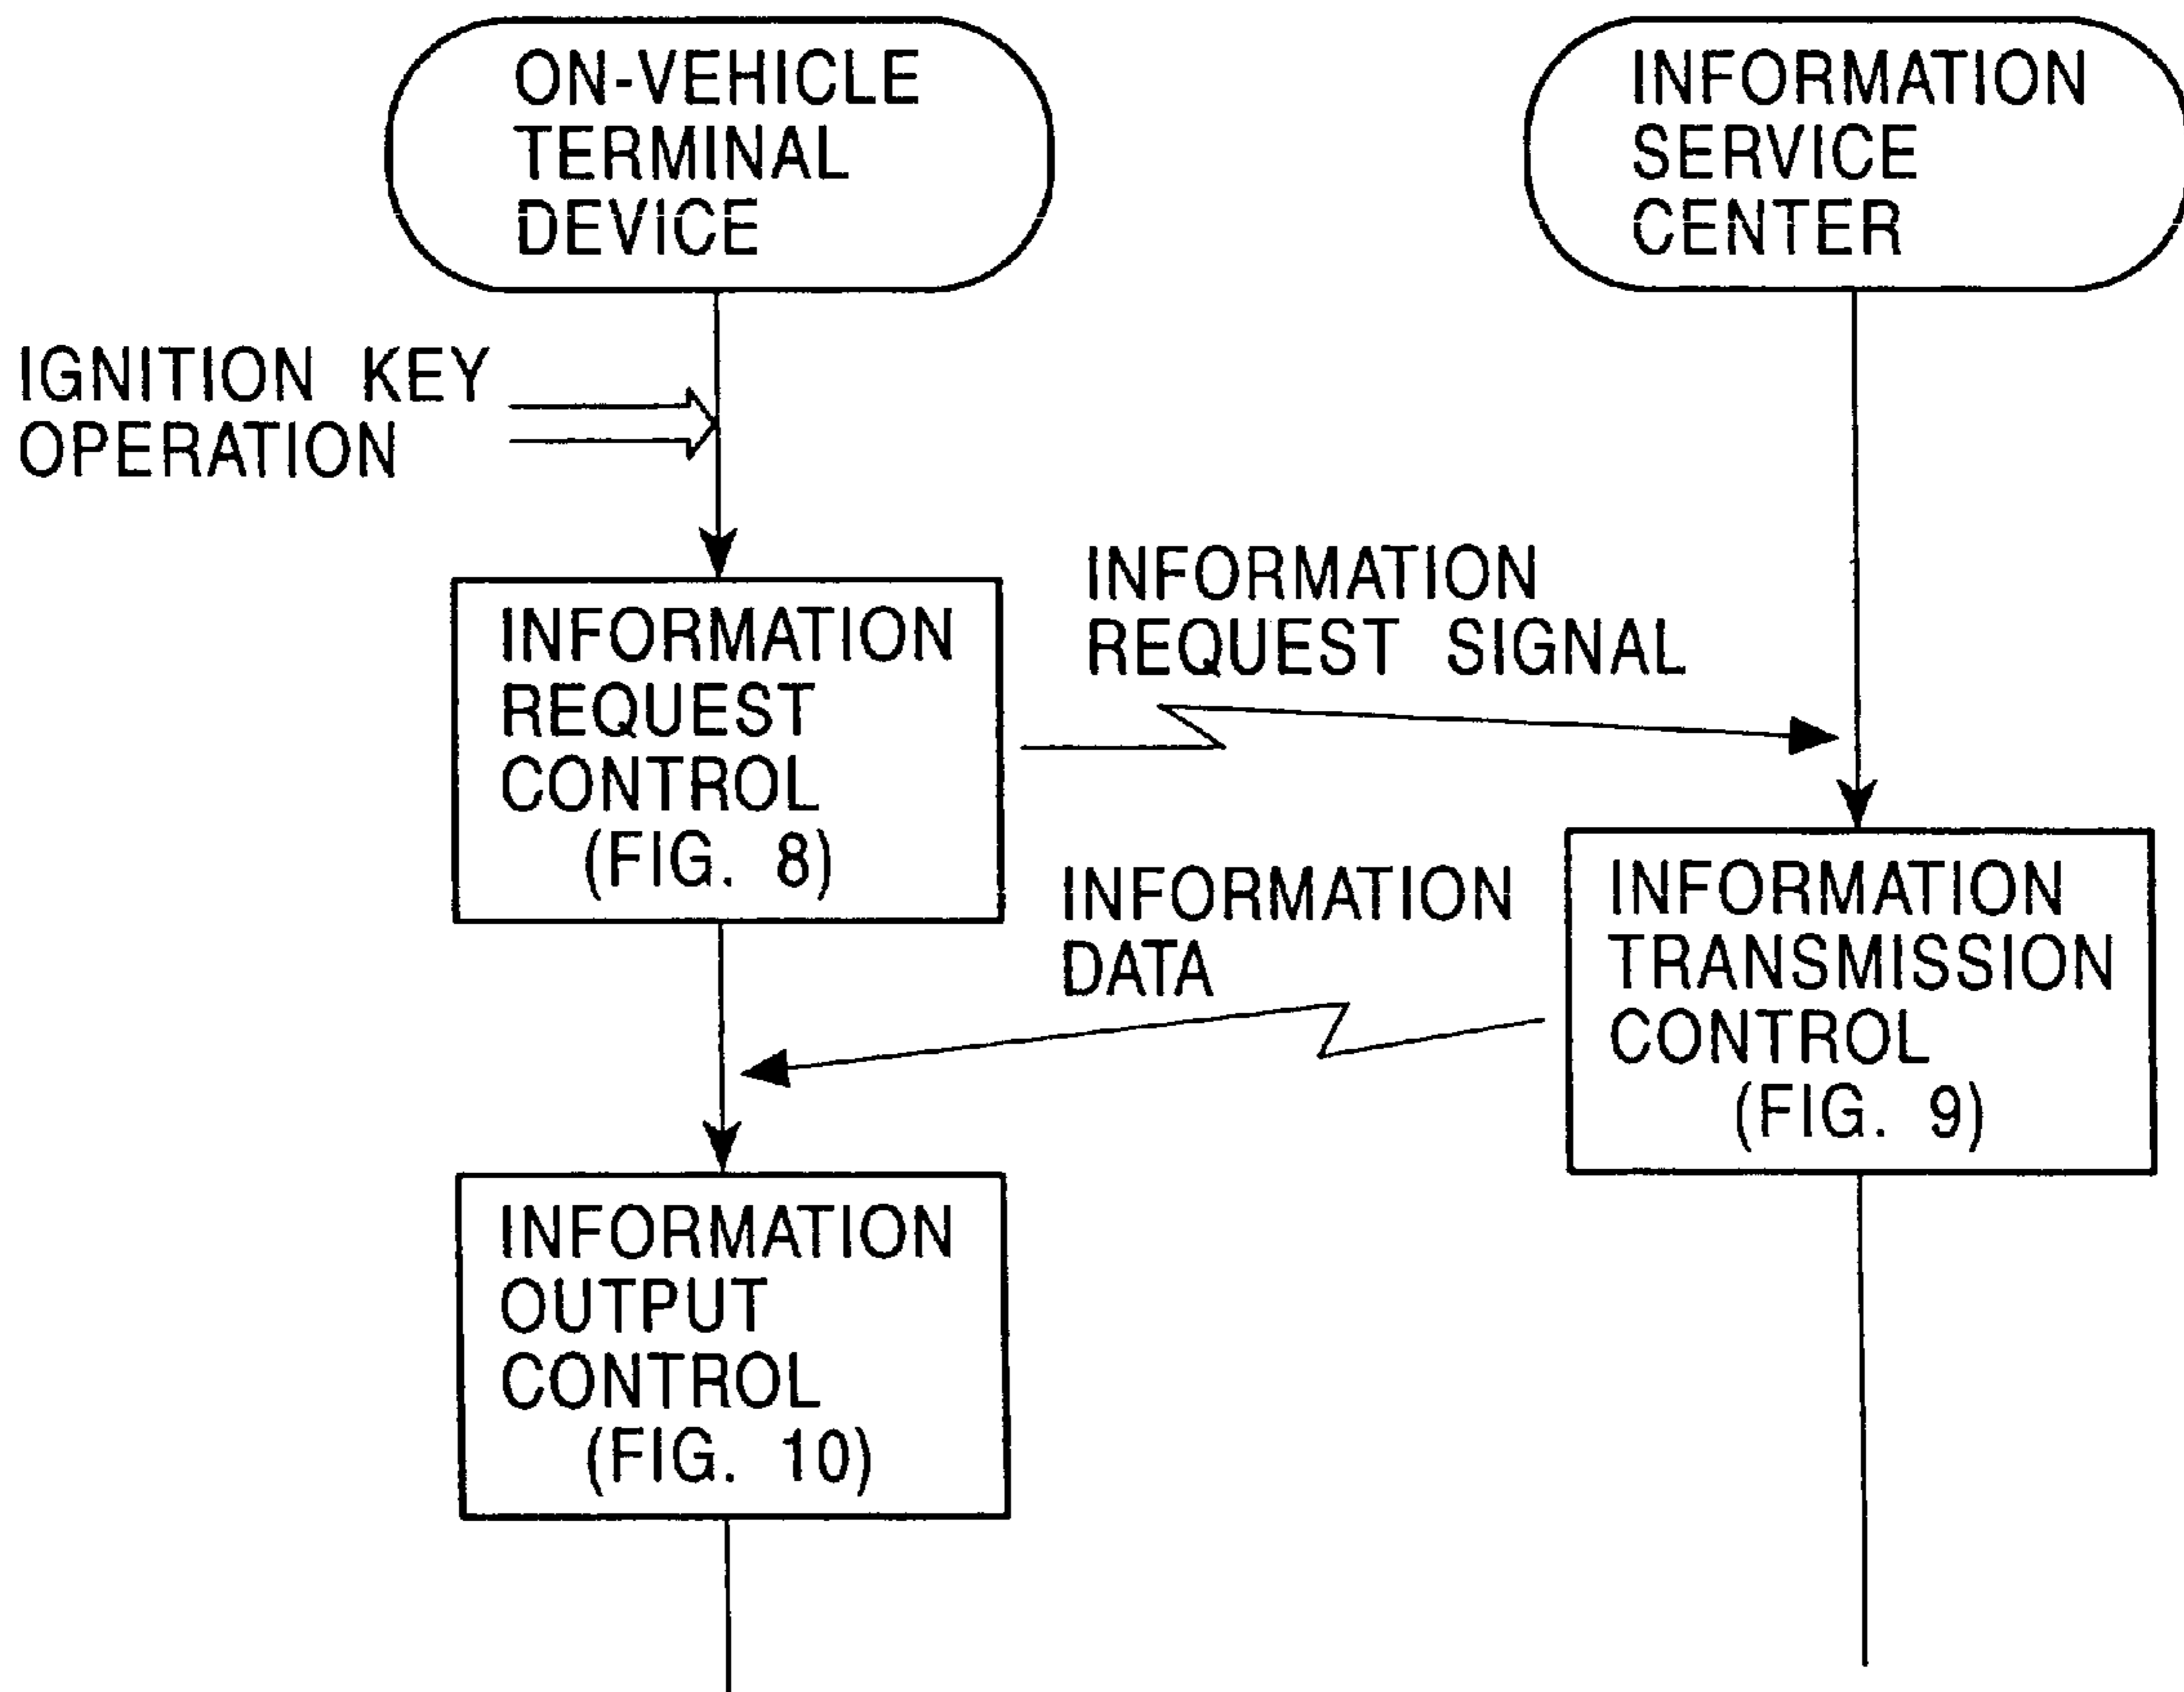 ON-VEHICLE
TERMINAL
DEVICE
INFORMATION
SERVICE
CENTER
IGNITION KEY
OPERATION
INFORMATION
REQUEST
CONTROL
(FIG. 8)
INFORMATION
REQUEST SIGNAL
INFORMATION
DATA
INFORMATION
TRANSMISSION
CONTROL
(FIG. 9)
INFORMATION
OUTPUT
CONTROL
(FIG. 10)